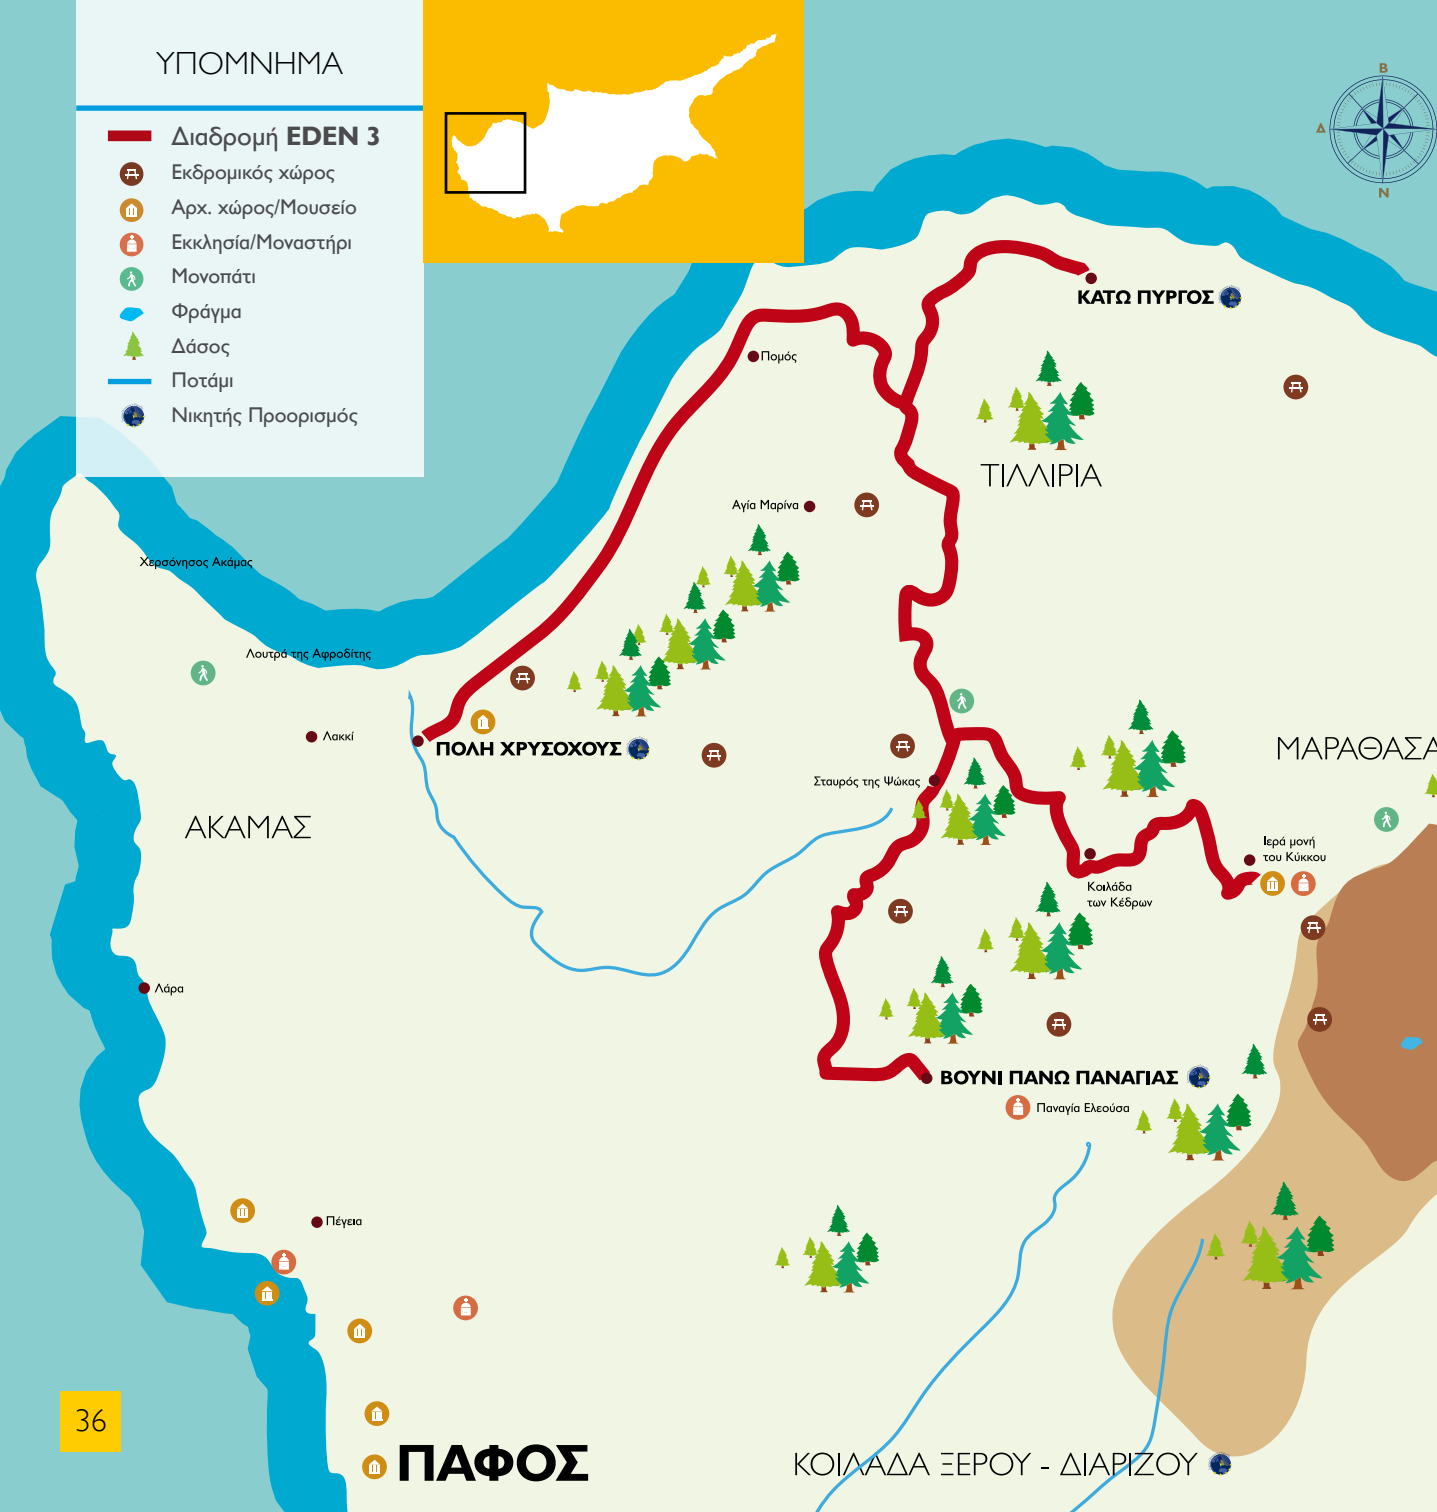 ΥΠΟΜΝΗΜΑ
Διαδρομή EDEN 3
Εκδρομικός χώρος
Αρχ. χώρος/Μουσείο
Εκκλησία/Μοναστήρι
Μονοπάτι
Φράγμα
Δάσος
Ποτάμι
Νικητής Προορισμός
Β
Δ
Ν
ΚΑΤΩ ΠΥΡΓΟΣ
Πομός
ΤΙΛΛΙΡΙΑ
Αγία Μαρίνα
Χερσόνησος Ακάμας
Λουτρά της Αφροδίτης
Λακκί
ΠΟΛΗ ΧΡΥΣΟΧΟΥΣ
ΜΑΡΑΘΑΣΑ
Σταυρός της Ψώκας
ΑΚΑΜΑΣ
Ιερά μονή
του Κύκκου
Κοιλάδα
των Κέδρων
Λάρα
ΒΟΥΝΙ ΠΑΝΩ ΠΑΝΑΓΙΑΣ
Παναγία Ελεούσα
Πέγεια
36
ΠΑΦΟΣ
ΚΟΙΛΑΔΑ ΞΕΡΟΥ - ΔΙΑΡΙΖΟΥ